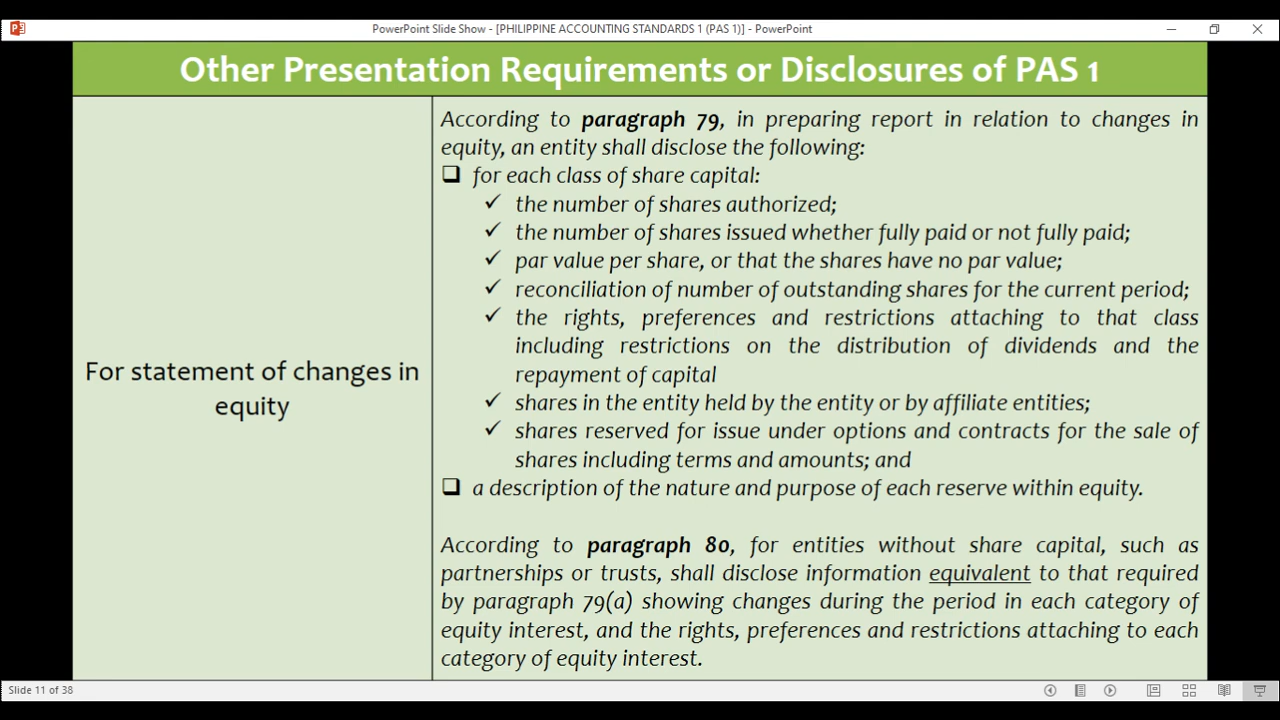 PowerPoint Slide Show - [PHILIPPINE ACCOUNTING STANDARDS 1 (PAS 1)] - PowerPoint
Other Presentation Requirements or Disclosures of PAS 1
For statement of changes in
equity
According to paragraph 79, in preparing report in relation to changes in
equity, an entity shall disclose the following:
❑ for each class of share capital:
✓ the number of shares authorized;
✓ the number of shares issued whether fully paid or not fully paid;
✓ par value per share, or that the shares have no par value;
✓ reconciliation of number of outstanding shares for the current period;
✓ the rights, preferences and restrictions attaching to that class
including restrictions on the distribution of dividends and the
repayment of capital
✓ shares in the entity held by the entity or by affiliate entities;
✓ shares reserved for issue under options and contracts for the sale of
shares including terms and amounts; and
❑ a description of the nature and purpose of each reserve within equity.
According to paragraph 80, for entities without share capital, such as
partnerships or trusts, shall disclose information equivalent to that required
by paragraph 79(a) showing changes during the period in each category of
equity interest, and the rights, preferences and restrictions attaching to each
category of equity interest.
Slide 11 of 38